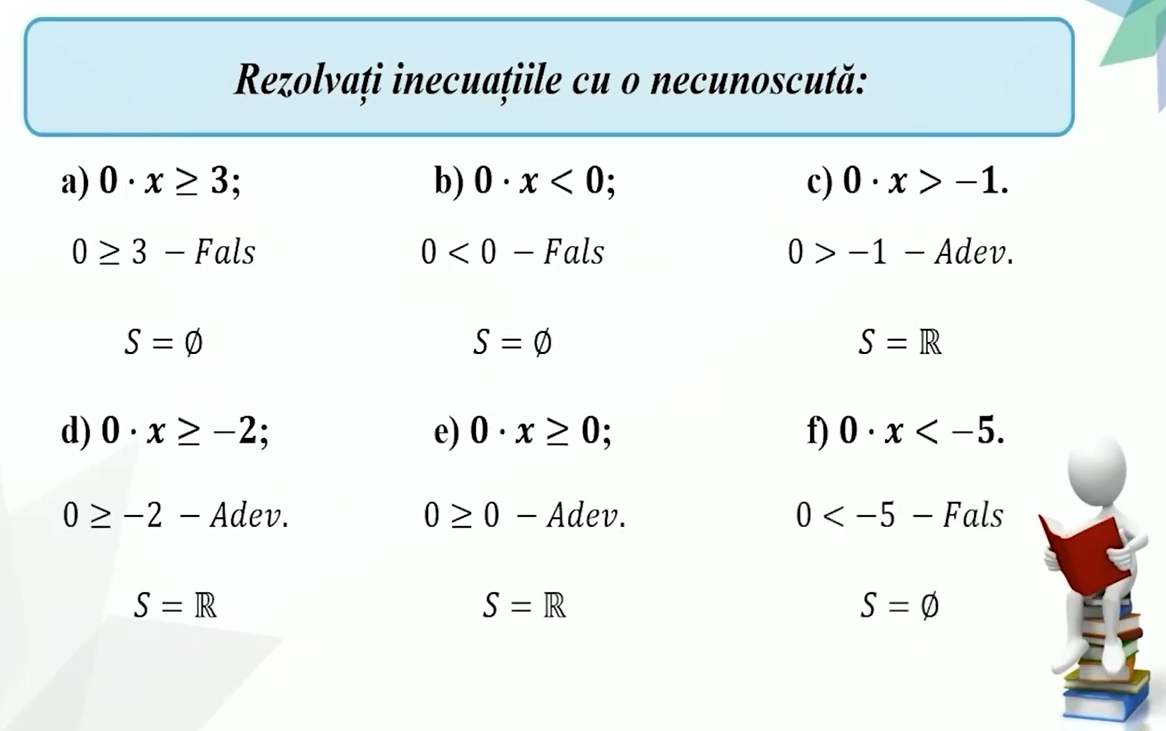 Rezolvați inecuațiile cu o necunoscută:
a) 0 · x ≥ 3; b) 0 · x < 0; c) 0 · x > −1.
0 ≥ 3 − Fals 0 < 0 − Fals 0 > −1 − Adev.
S = ∅ S = ∅ S = ℝ
d) 0 · x ≥ −2; e) 0 · x ≥ 0; f) 0 · x < −5.
0 ≥ −2 − Adev. 0 ≥ 0 − Adev. 0 < −5 − Fals
S = ℝ S = ℝ S = ∅